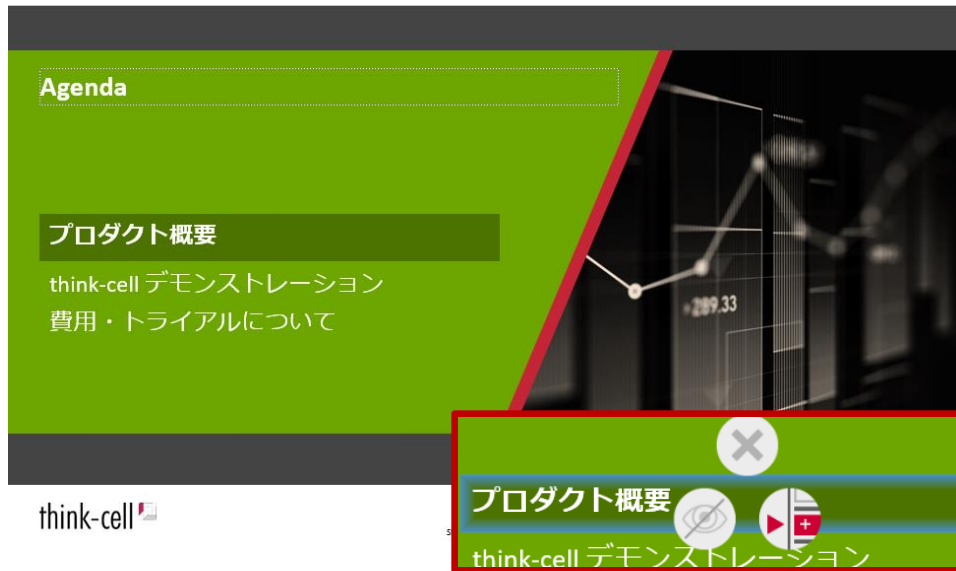 Agenda
プロダクト概要
think-cell デモンストレーション
費用・トライアルについて
289.33
think-cell
プロダクト概要
think-cell デモンストレーション